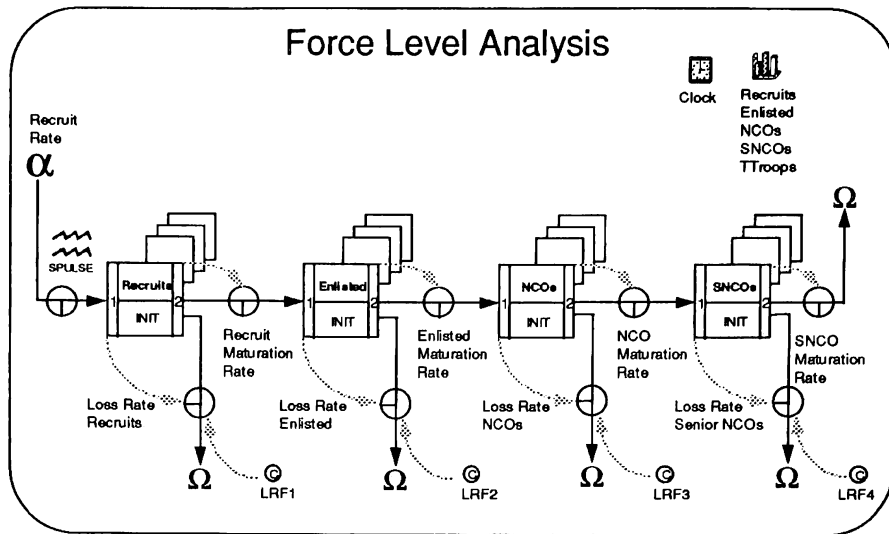 Force Level Analysis
Recruit
Rate
α
Clock
Recruits
Enlisted
NCOs
SNCOs
TTroops
Ω
SPULSE
1 Recruits 2
INIT
1 Enlisted 2
INIT
1 NCOs 2
INIT
1 SNCOs 2
INIT
Recruit
Maturation
Rate
Enlisted
Maturation
Rate
NCO
Maturation
Rate
SNCO
Maturation
Rate
Loss Rate
Recruits
Loss Rate
Enlisted
Loss Rate
NCOs
Loss Rate
Senior NCOs
Ω
C
LRF1
Ω
C
LRF2
Ω
C
LRF3
Ω
C
LRF4